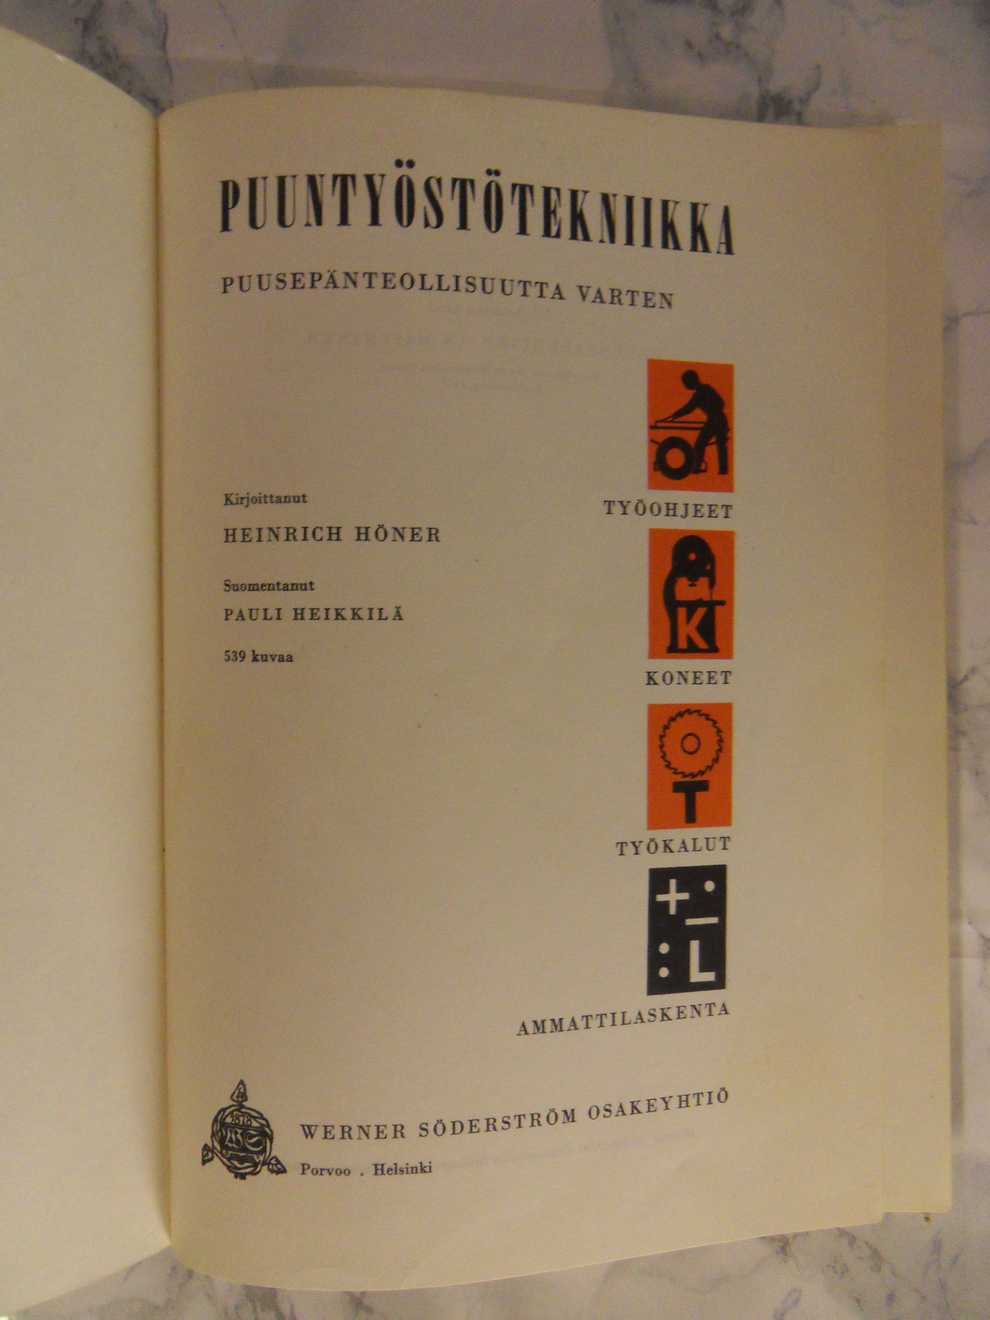 PUUNTYÖSTÖTEKNIIKKA
PUUSEPÄNTEOLLISUUTTA VARTEN
Kirjoittanut
HEINRICH HÖNER
Suomentanut
PAULI HEIKKILÄ
539 kuvaa
O
TYÖOHJEET
K
KONEET
T
TYÖKALUT
+ · – : L
AMMATTILASKENTA
1878
WERNER SÖDERSTRÖM OSAKEYHTIÖ
Porvoo . Helsinki